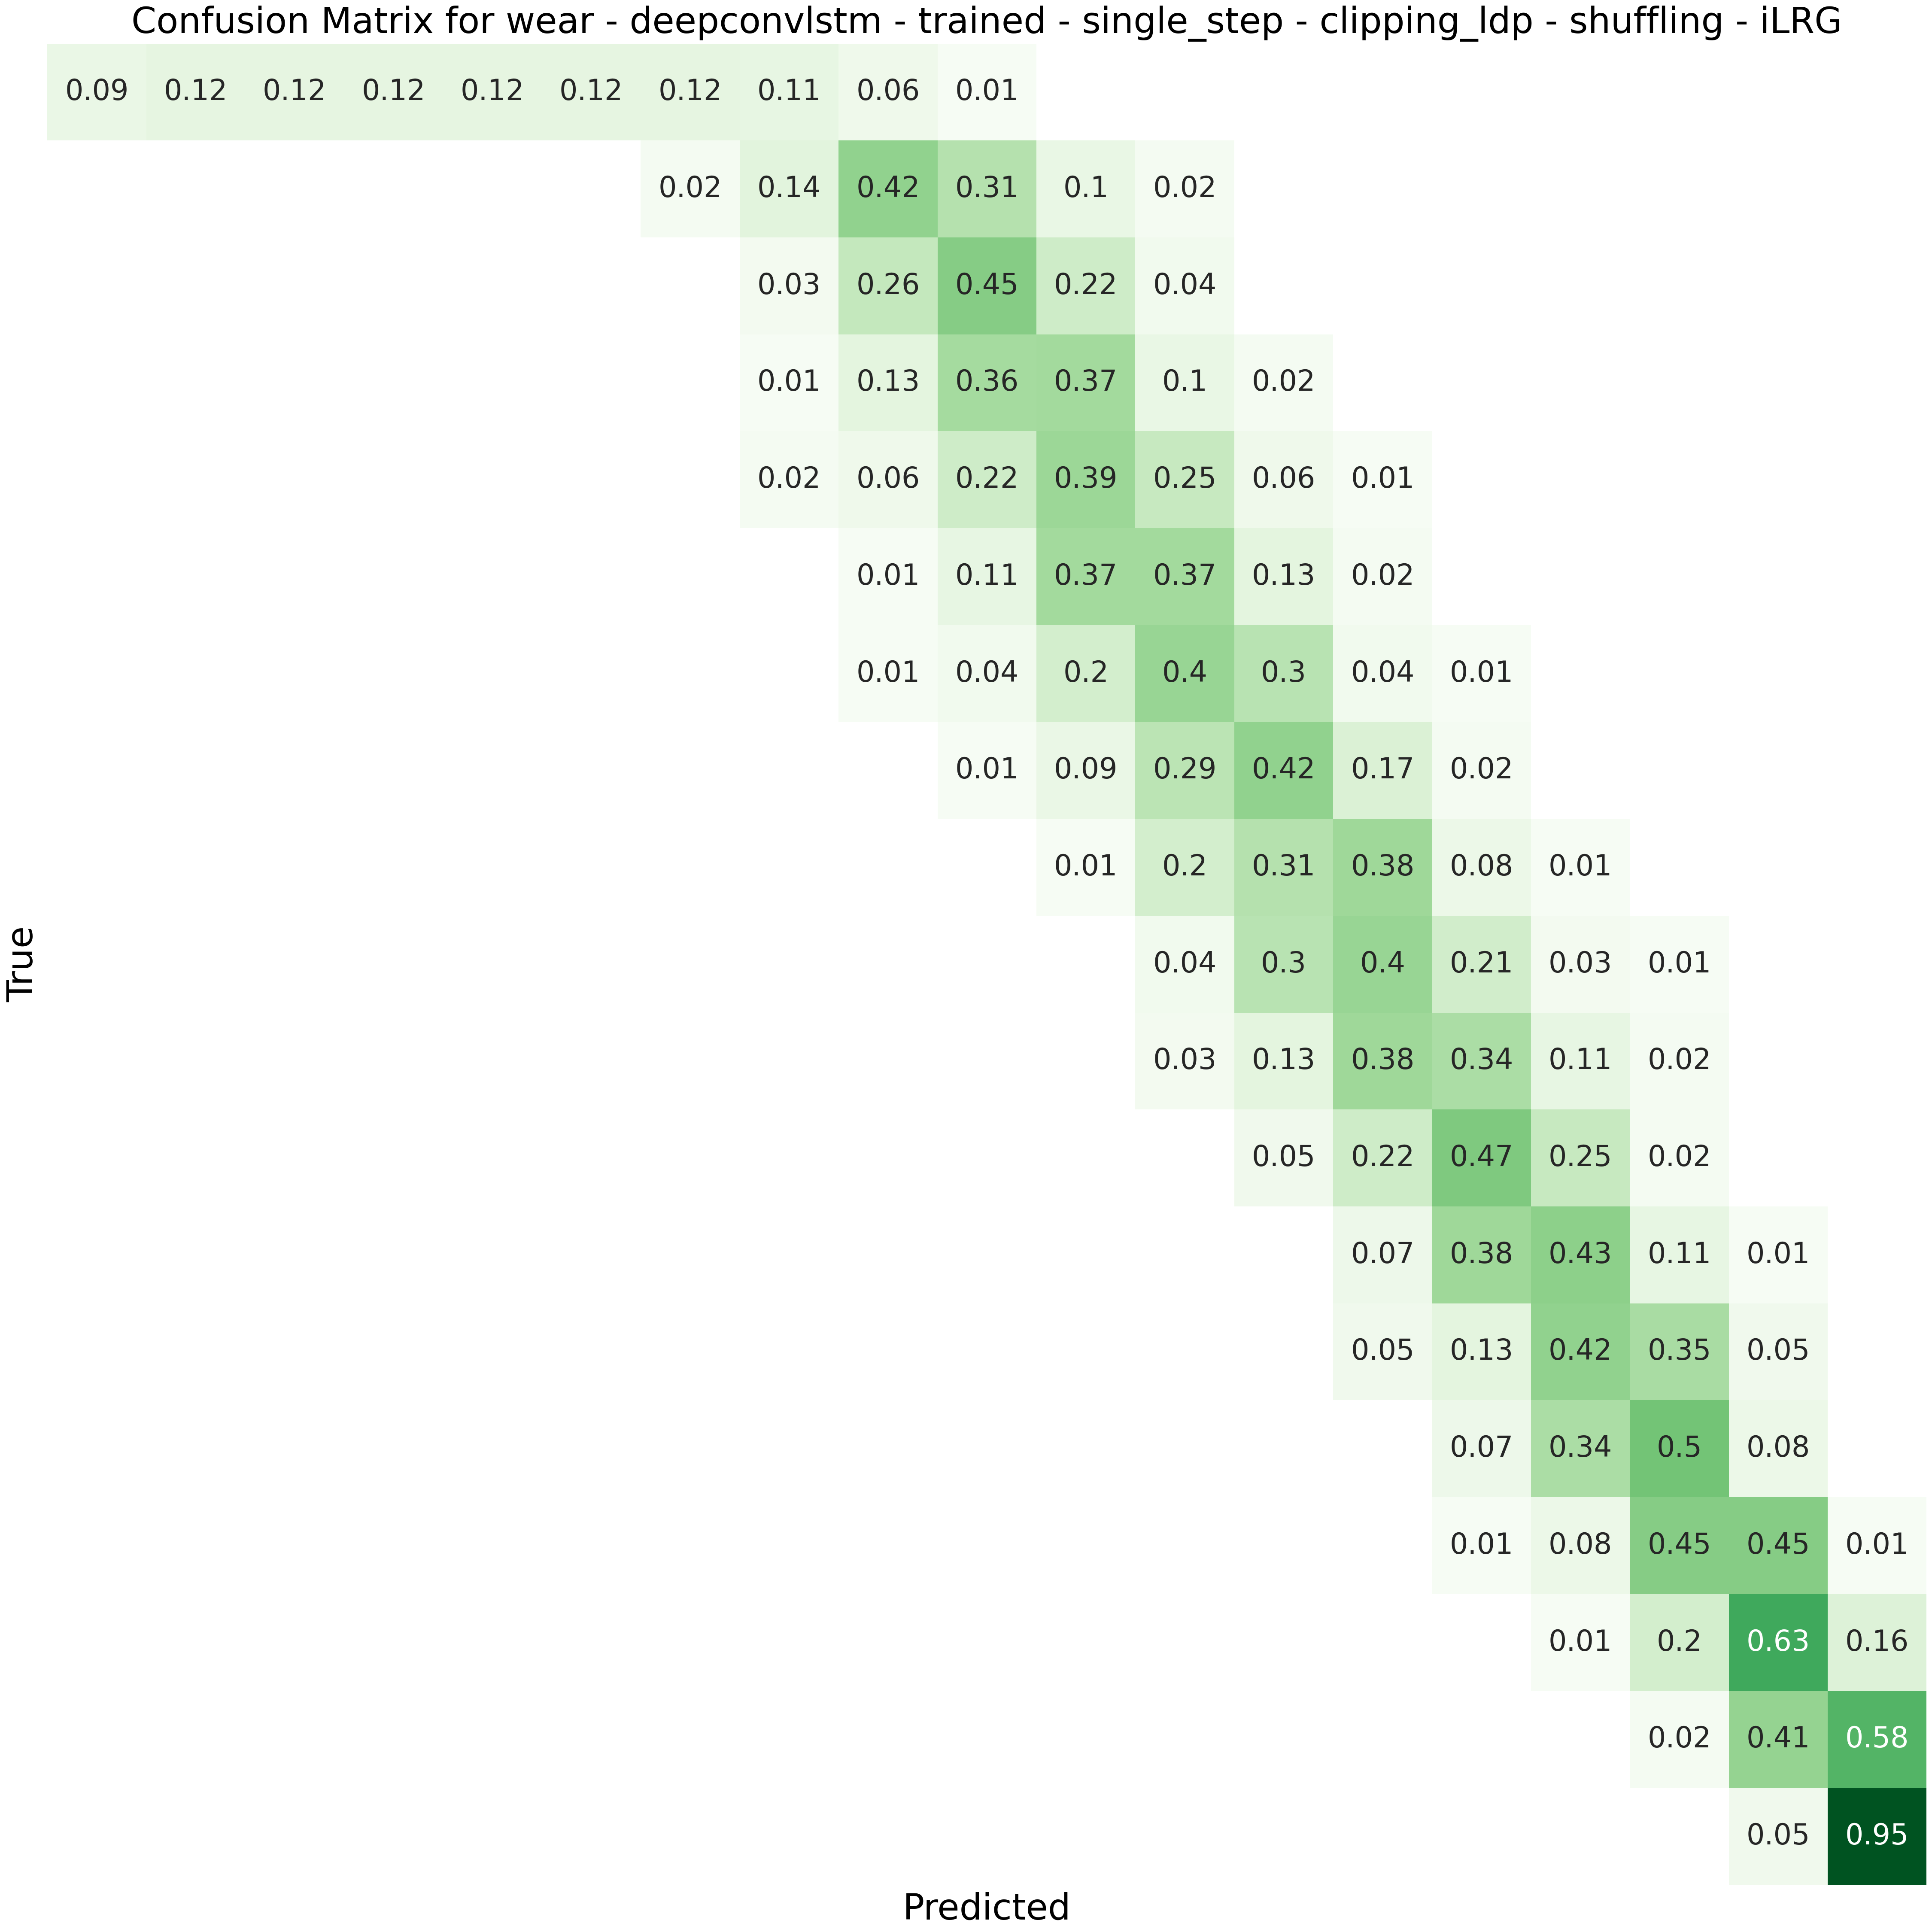 Confusion Matrix for wear - deepconvlstm - trained - single_step - clipping_ldp - shuffling - iLRG
0.09 0.12 0.12 0.12 0.12 0.12 0.12 0.11 0.06 0.01
0.02 0.14 0.42 0.31 0.1 0.02
0.03 0.26 0.45 0.22 0.04
0.01 0.13 0.36 0.37 0.1 0.02
0.02 0.06 0.22 0.39 0.25 0.06 0.01
0.01 0.11 0.37 0.37 0.13 0.02
0.01 0.04 0.2 0.4 0.3 0.04 0.01
0.01 0.09 0.29 0.42 0.17 0.02
0.01 0.2 0.31 0.38 0.08 0.01
True
0.04 0.3 0.4 0.21 0.03 0.01
0.03 0.13 0.38 0.34 0.11 0.02
0.05 0.22 0.47 0.25 0.02
0.07 0.38 0.43 0.11 0.01
0.05 0.13 0.42 0.35 0.05
0.07 0.34 0.5 0.08
0.01 0.08 0.45 0.45 0.01
0.01 0.2 0.63 0.16
0.02 0.41 0.58
0.05 0.95
Predicted